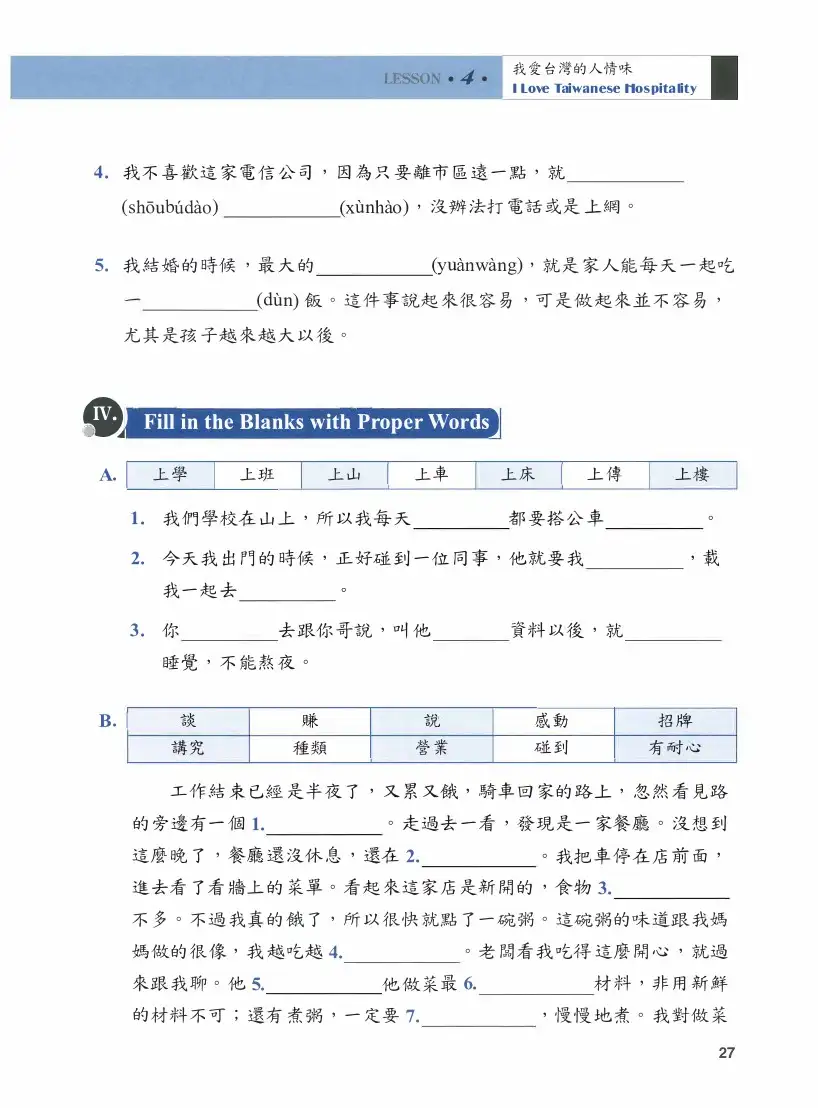 LESSON • 4 •
我愛台灣的人情味
I Love Taiwanese Hospitality
4. 我不喜歡這家電信公司，因為只要離市區遠一點，就____________
(shōubúdào) ____________(xùnhào)，沒辦法打電話或是上網。
5. 我結婚的時候，最大的____________(yuànwàng)，就是家人能每天一起吃
一____________(dùn) 飯。這件事說起來很容易，可是做起來並不容易，
尤其是孩子越來越大以後。
IV. Fill in the Blanks with Proper Words
A. 上學 上班 上山 上車 上床 上傳 上樓
1. 我們學校在山上，所以我每天__________都要搭公車__________。
2. 今天我出門的時候，正好碰到一位同事，他就要我__________，載
我一起去__________。
3. 你__________去跟你哥說，叫他________資料以後，就__________
睡覺，不能熬夜。
B. 談 賺 說 感動 招牌
講究 種類 營業 碰到 有耐心
工作結束已經是半夜了，又累又餓，騎車回家的路上，忽然看見路
的旁邊有一個 1.____________。走過去一看，發現是一家餐廳。沒想到
這麼晚了，餐廳還沒休息，還在 2.____________。我把車停在店前面，
進去看了看牆上的菜單。看起來這家店是新開的，食物 3.____________
不多。不過我真的餓了，所以很快就點了一碗粥。這碗粥的味道跟我媽
媽做的很像，我越吃越 4.____________。老闆看我吃得這麼開心，就過
來跟我聊。他 5.____________他做菜最 6.____________材料，非用新鮮
的材料不可；還有煮粥，一定要 7.____________，慢慢地煮。我對做菜
27